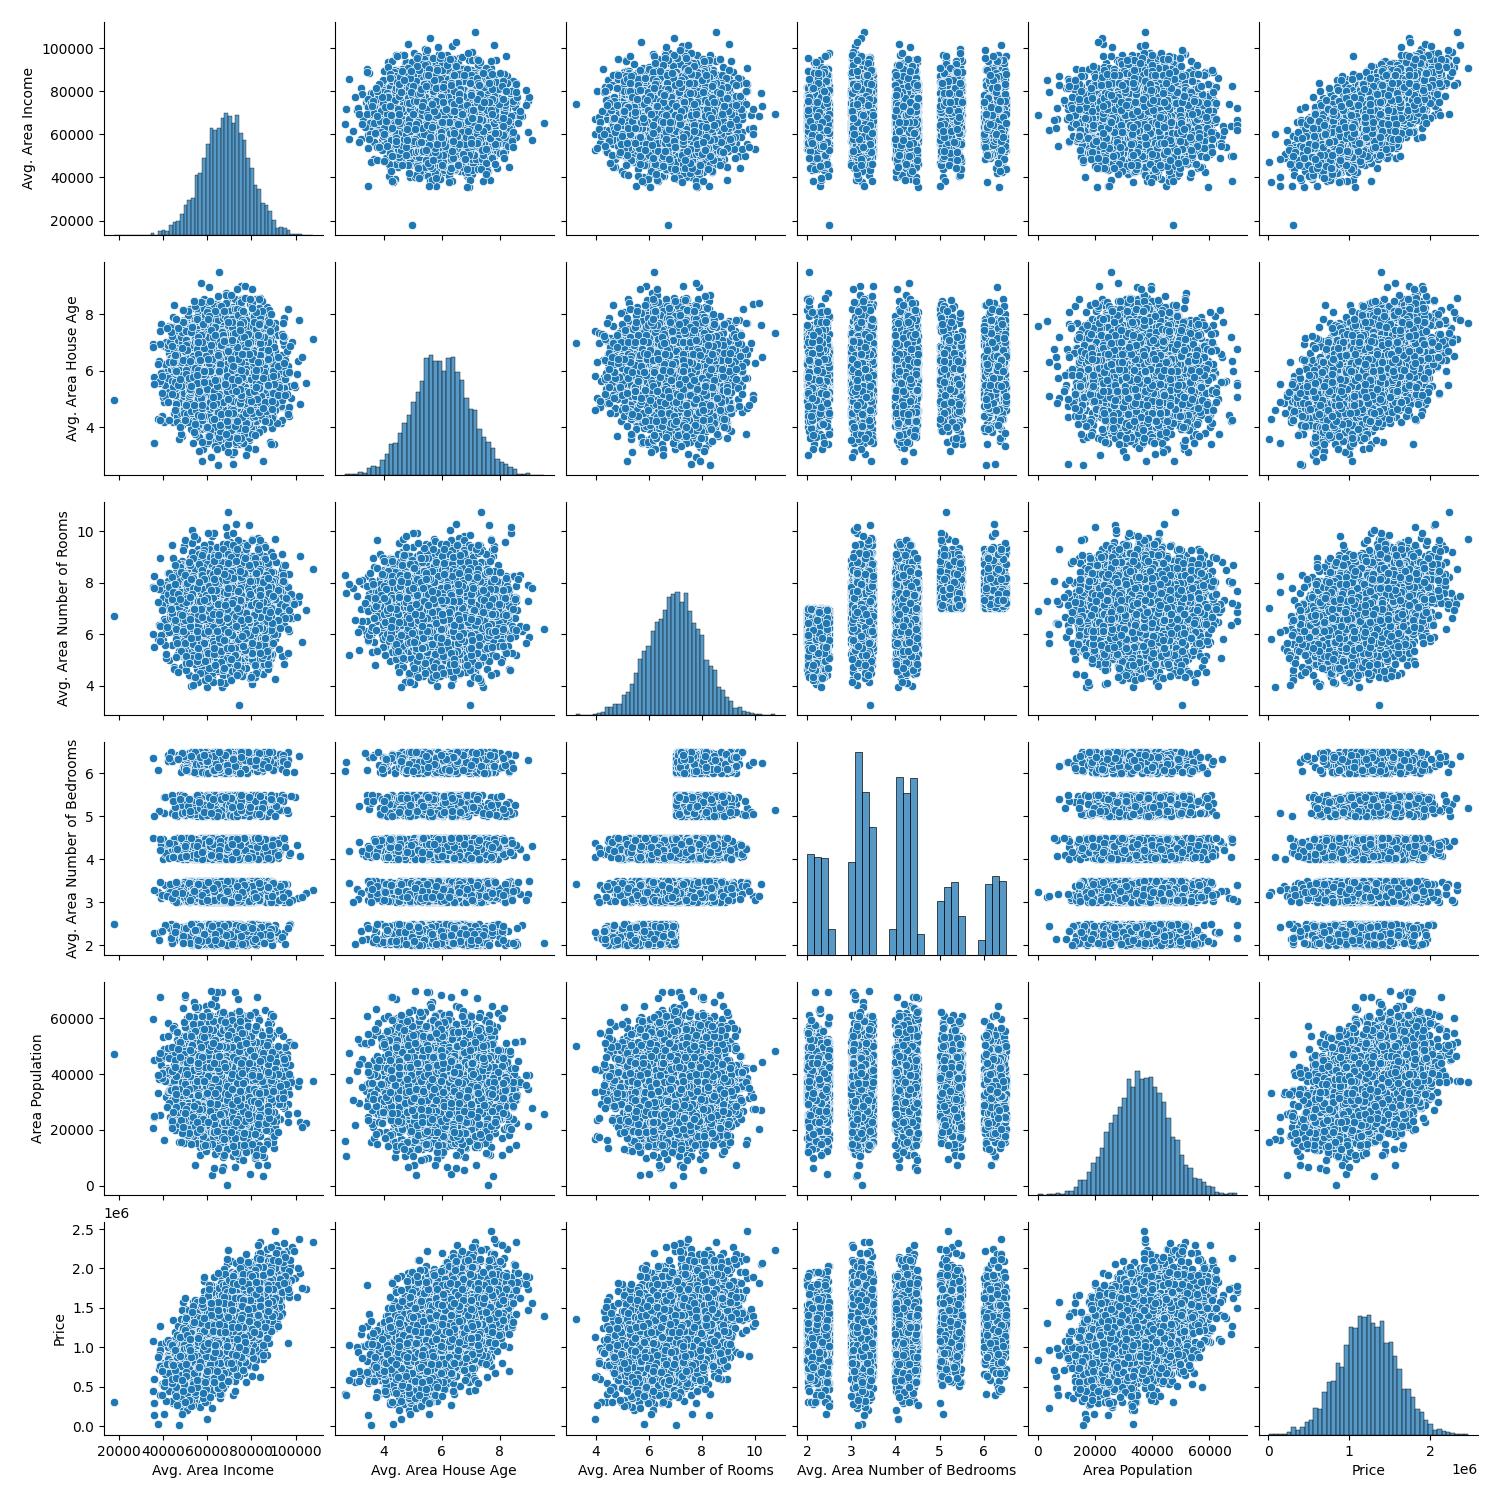 100000
80000
60000
40000
20000
Avg. Area Income
8
6
4
Avg. Area House Age
10
8
6
4
Avg. Area Number of Rooms
6
5
4
3
2
Avg. Area Number of Bedrooms
60000
40000
20000
0
Area Population
1e6
2.5
2.0
1.5
1.0
0.5
0.0
Price
20000 40000 60000 80000 100000
Avg. Area Income
4 6 8
Avg. Area House Age
4 6 8 10
Avg. Area Number of Rooms
2 3 4 5 6
Avg. Area Number of Bedrooms
0 20000 40000 60000
Area Population
0 1 2
Price
1e6